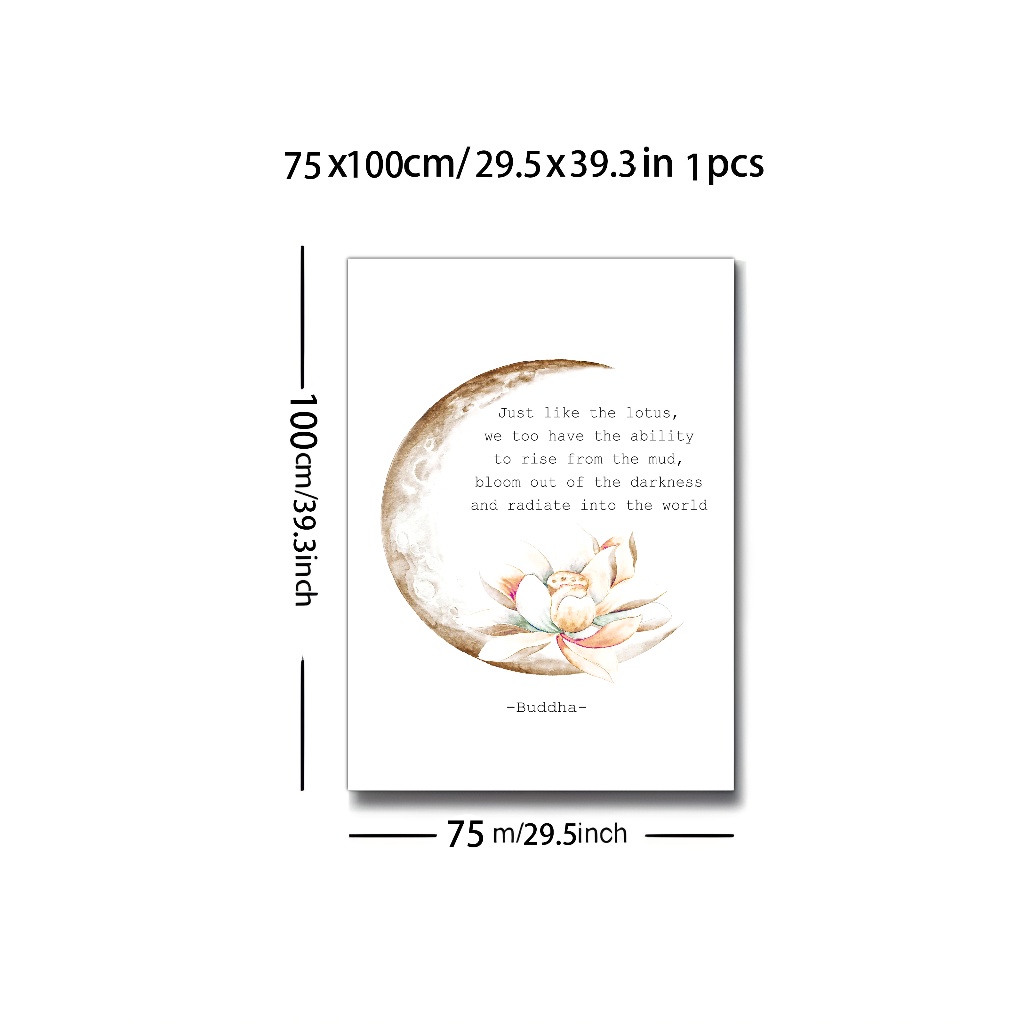 75x100cm/29.5x39.3in 1pcs
100cm/39.3inch
Just like the lotus,
we too have the ability
to rise from the mud,
bloom out of the darkness
and radiate into the world
-Buddha-
75 m/29.5inch